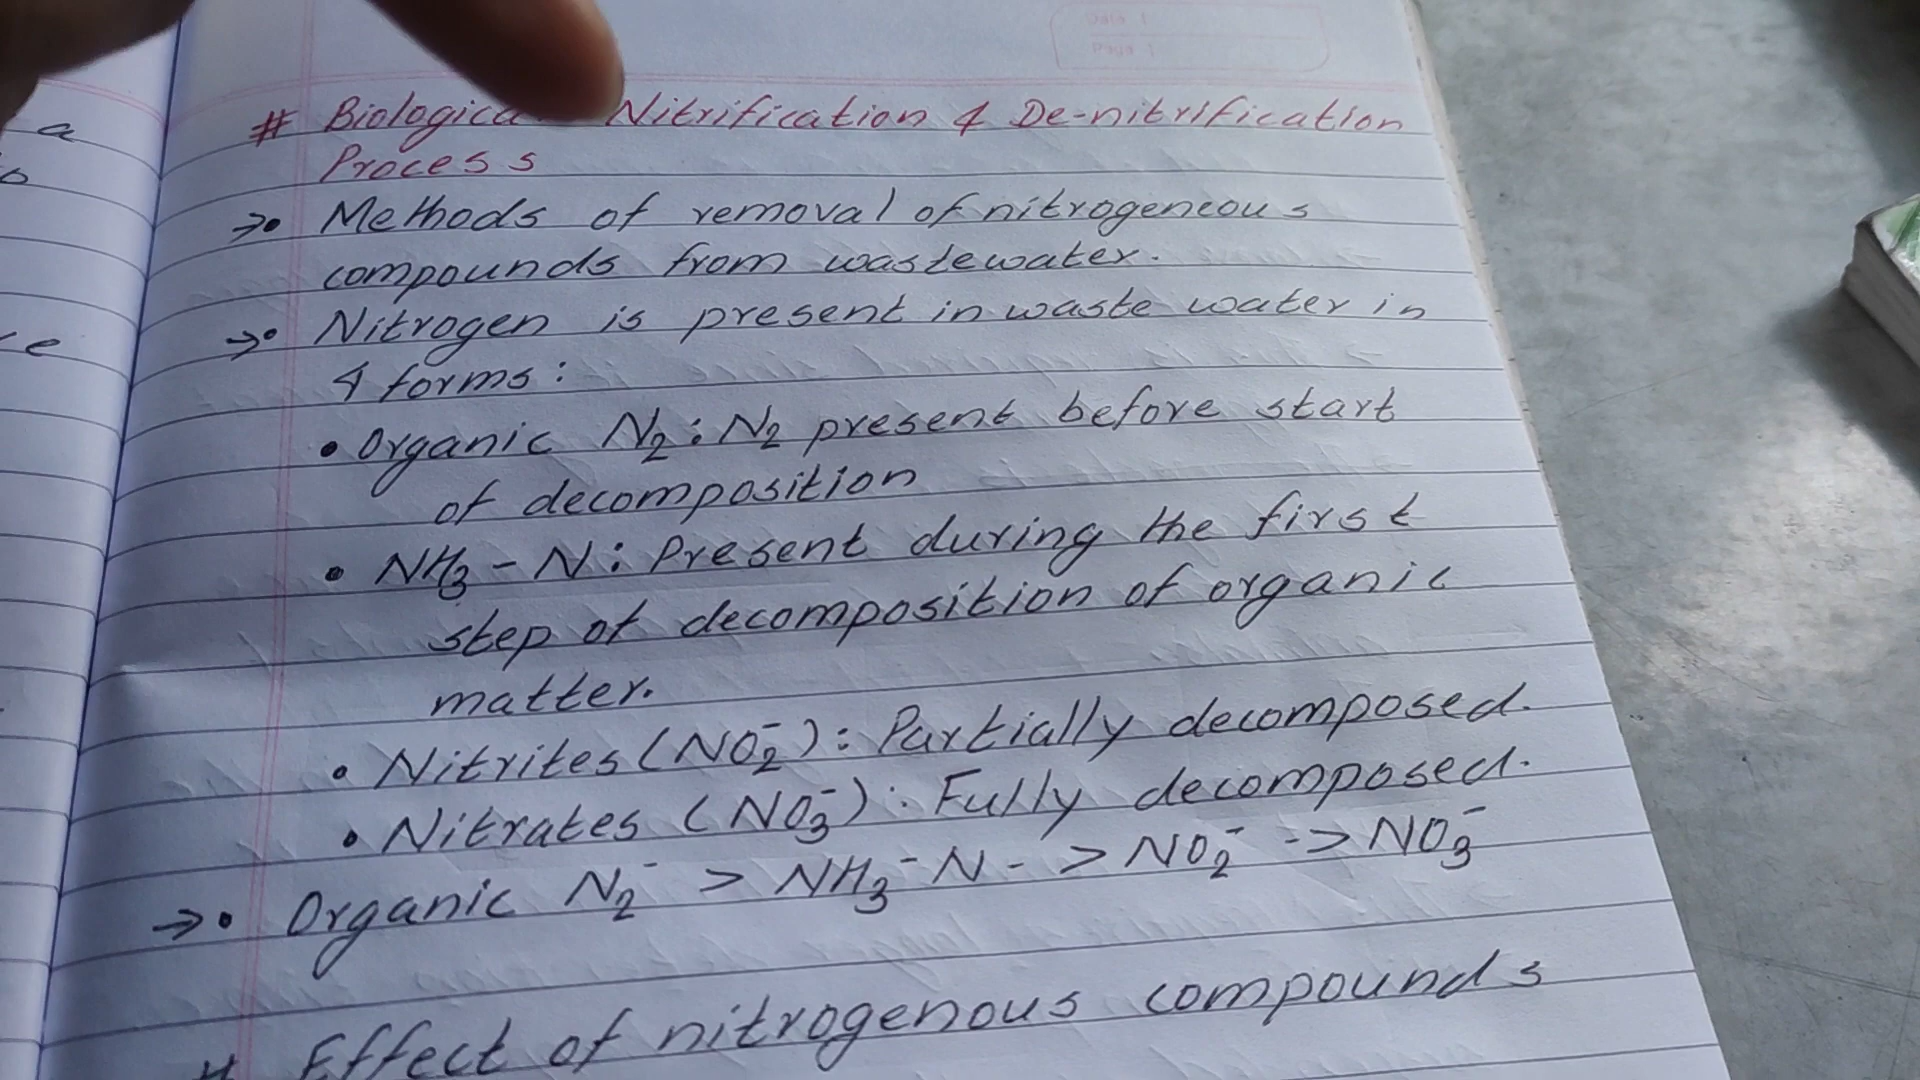 Date
Page
a
# Biologica Nitrification & De-nitrification
Process
→• Methods of removal of nitrogeneous
compounds from wastewater.
→• Nitrogen is present in waste water in
4 forms:
• Organic N₂: N₂ present before start
of decomposition
• NH₃-N: Present during the first
step of decomposition of organic
matter.
• Nitrites (NO₂⁻): Partially decomposed.
• Nitrates (NO₃⁻): Fully decomposed.
→• Organic N₂⁻ > NH₃-N- > NO₂⁻ -> NO₃⁻
# Effect of nitrogenous compounds